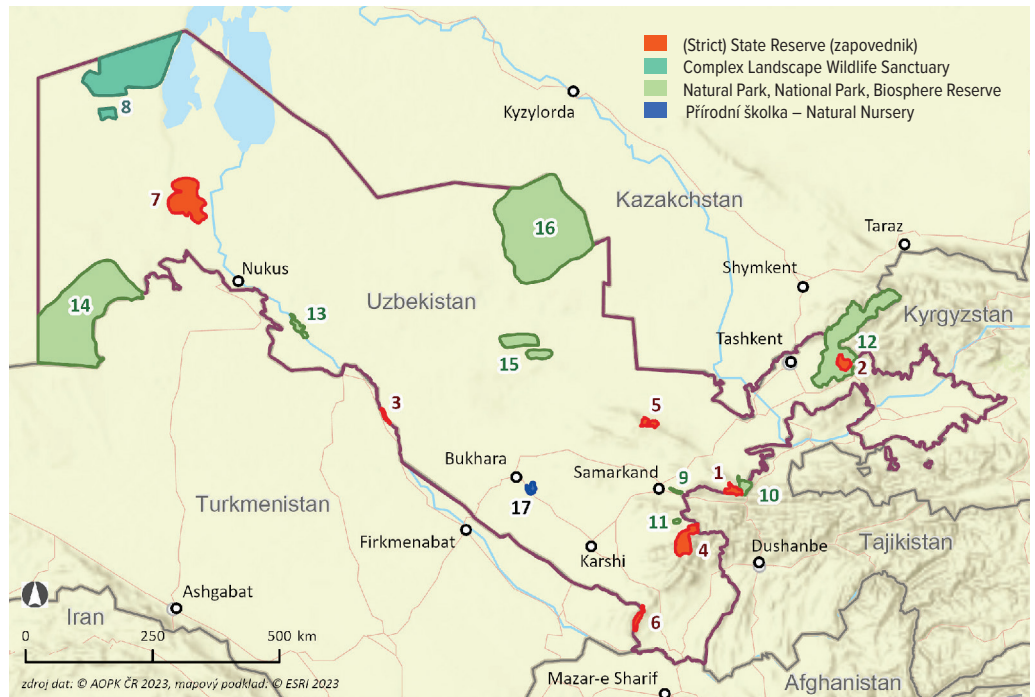 (Strict) State Reserve (zapovednik)
Complex Landscape Wildlife Sanctuary
Natural Park, National Park, Biosphere Reserve
Přírodní školka – Natural Nursery
8
Kyzylorda
7
Kazakchstan
16
Taraz
Nukus
Shymkent
14
Uzbekistan
Kyrgyzstan
13
Tashkent
12
15
2
3
5
Bukhara
Samarkand
9
1
10
17
Turkmenistan
11
Firkmenabat
Karshi
4
Dushanbe
Tajikistan
Ashgabat
Iran
6
0
250
500 km
Mazar-e Sharif
Afghanistan
zdroj dat: © AOPK ČR 2023, mapový podklad: © ESRI 2023